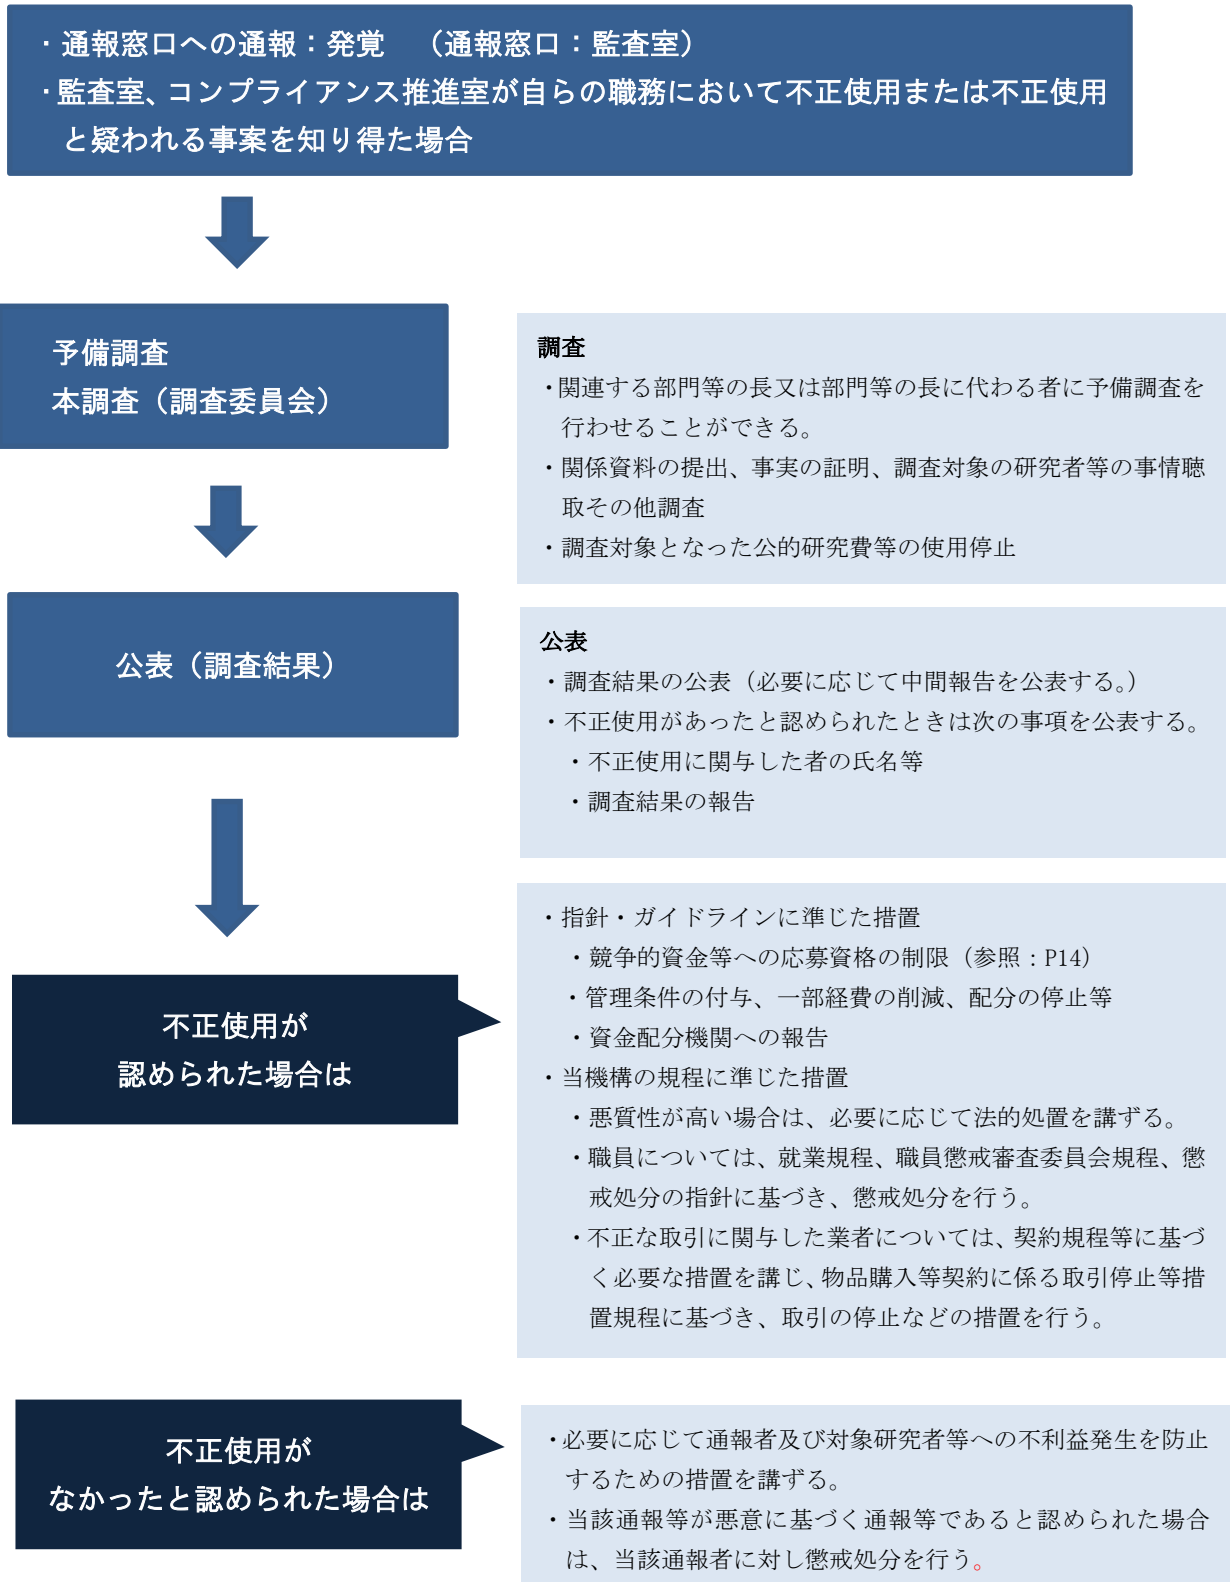 ・通報窓口への通報：発覚　（通報窓口：監査室）
・監査室、コンプライアンス推進室が自らの職務において不正使用または不正使用
と疑われる事案を知り得た場合
予備調査
本調査（調査委員会）
調査
・関連する部門等の長又は部門等の長に代わる者に予備調査を
行わせることができる。
・関係資料の提出、事実の証明、調査対象の研究者等の事情聴
取その他調査
・調査対象となった公的研究費等の使用停止
公表（調査結果）
公表
・調査結果の公表（必要に応じて中間報告を公表する。）
・不正使用があったと認められたときは次の事項を公表する。
・不正使用に関与した者の氏名等
・調査結果の報告
不正使用が
認められた場合は
・指針・ガイドラインに準じた措置
・競争的資金等への応募資格の制限（参照：P14）
・管理条件の付与、一部経費の削減、配分の停止等
・資金配分機関への報告
・当機構の規程に準じた措置
・悪質性が高い場合は、必要に応じて法的処置を講ずる。
・職員については、就業規程、職員懲戒審査委員会規程、懲
戒処分の指針に基づき、懲戒処分を行う。
・不正な取引に関与した業者については、契約規程等に基づ
く必要な措置を講じ、物品購入等契約に係る取引停止等措
置規程に基づき、取引の停止などの措置を行う。
不正使用が
なかったと認められた場合は
・必要に応じて通報者及び対象研究者等への不利益発生を防止
するための措置を講ずる。
・当該通報等が悪意に基づく通報等であると認められた場合
は、当該通報者に対し懲戒処分を行う。